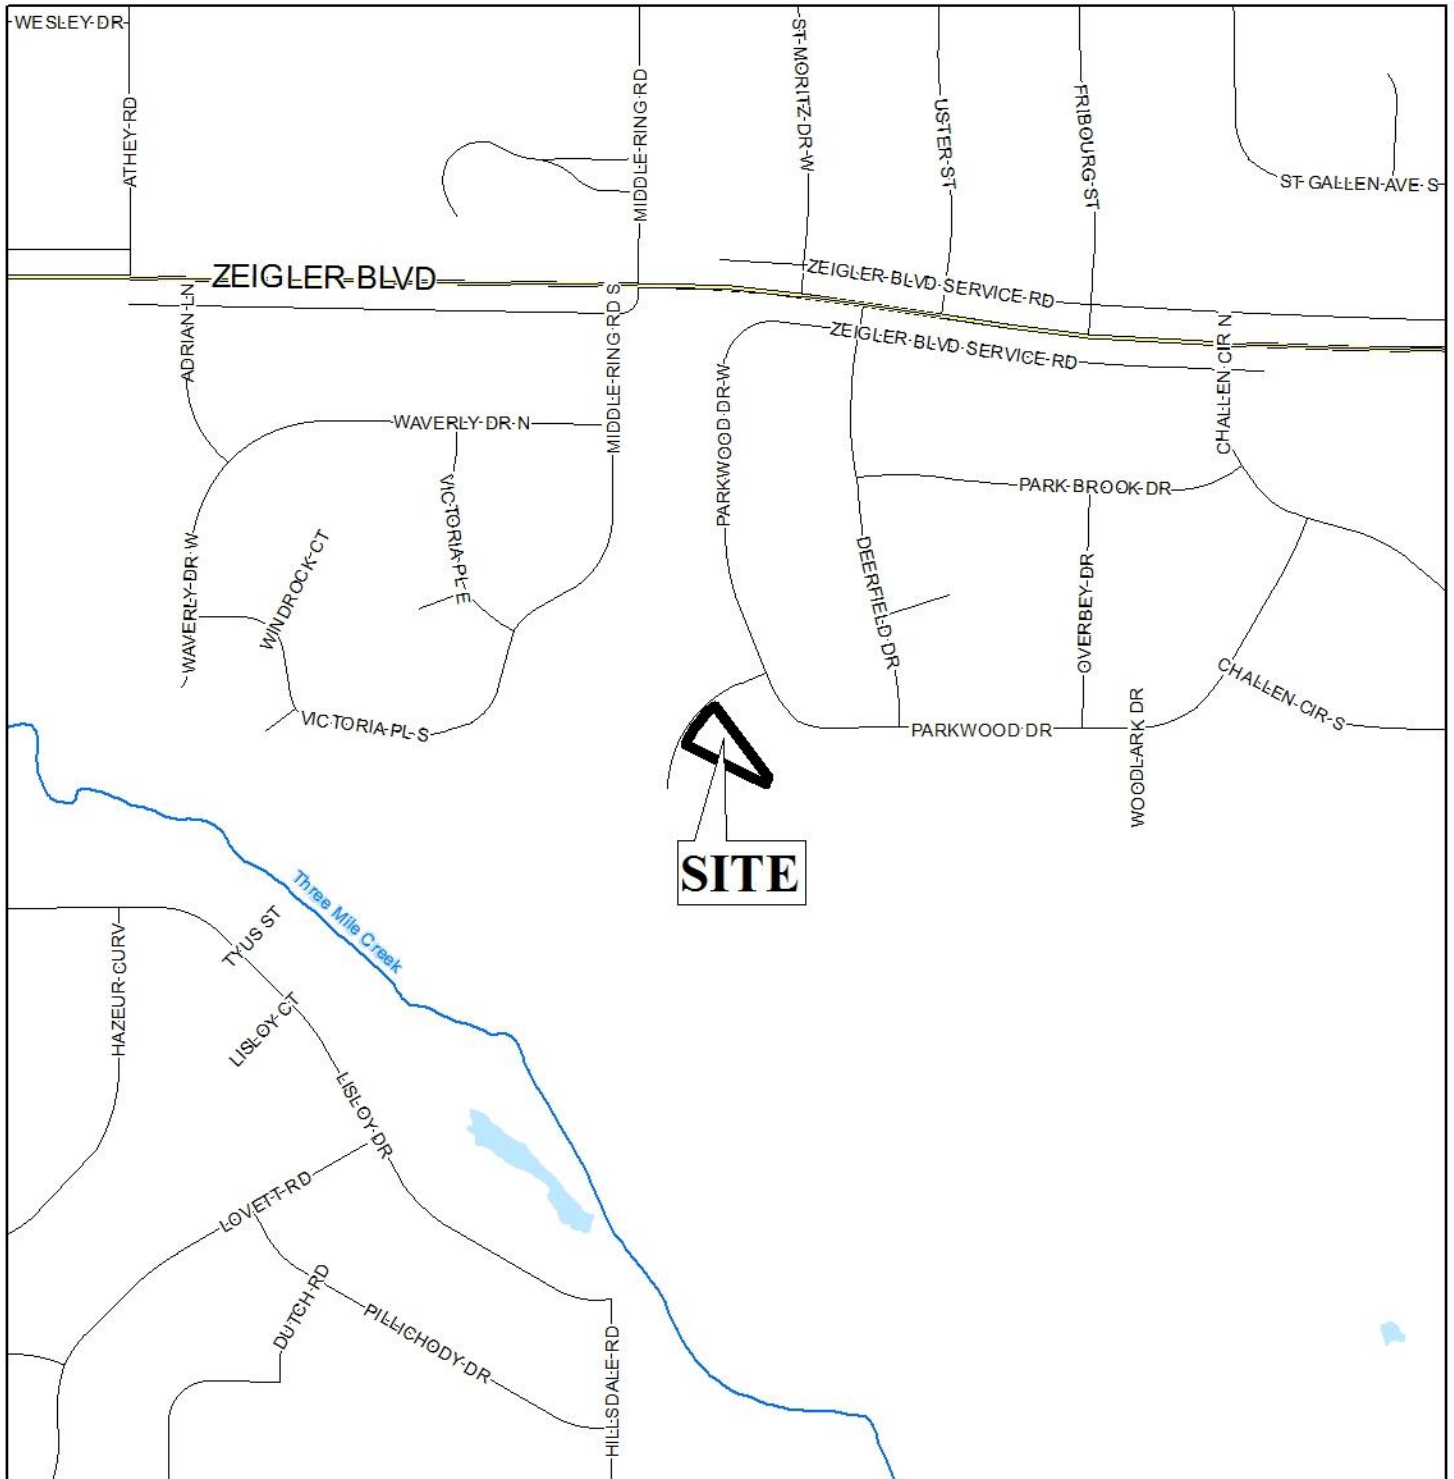 WESLEY DR
ATHEY RD
MIDDLE RING RD
ST MORITZ DR W
USTER ST
FRIBOURG ST
ST GALLEN AVE S
ZEIGLER BLVD
ZEIGLER BLVD SERVICE RD
ADRIAN LN
MIDDLE RING RD S
ZEIGLER BLVD SERVICE RD
CHALLEN CIR N
PARKWOOD DR W
WAVERLY DR N
VICTORIA PL E
PARK BROOK DR
WAVERLY DR W
WINDROCK CT
DEERFIELD DR
OVERBEY DR
CHALLEN CIR S
VICTORIA PL S
PARKWOOD DR
WOODLARK DR
SITE
Three Mile Creek
TYUS ST
HAZEUR CURV
LISLOY CT
LISLOY DR
LOVETT RD
DUTCH RD
PILLICHODY DR
HILLSDALE RD